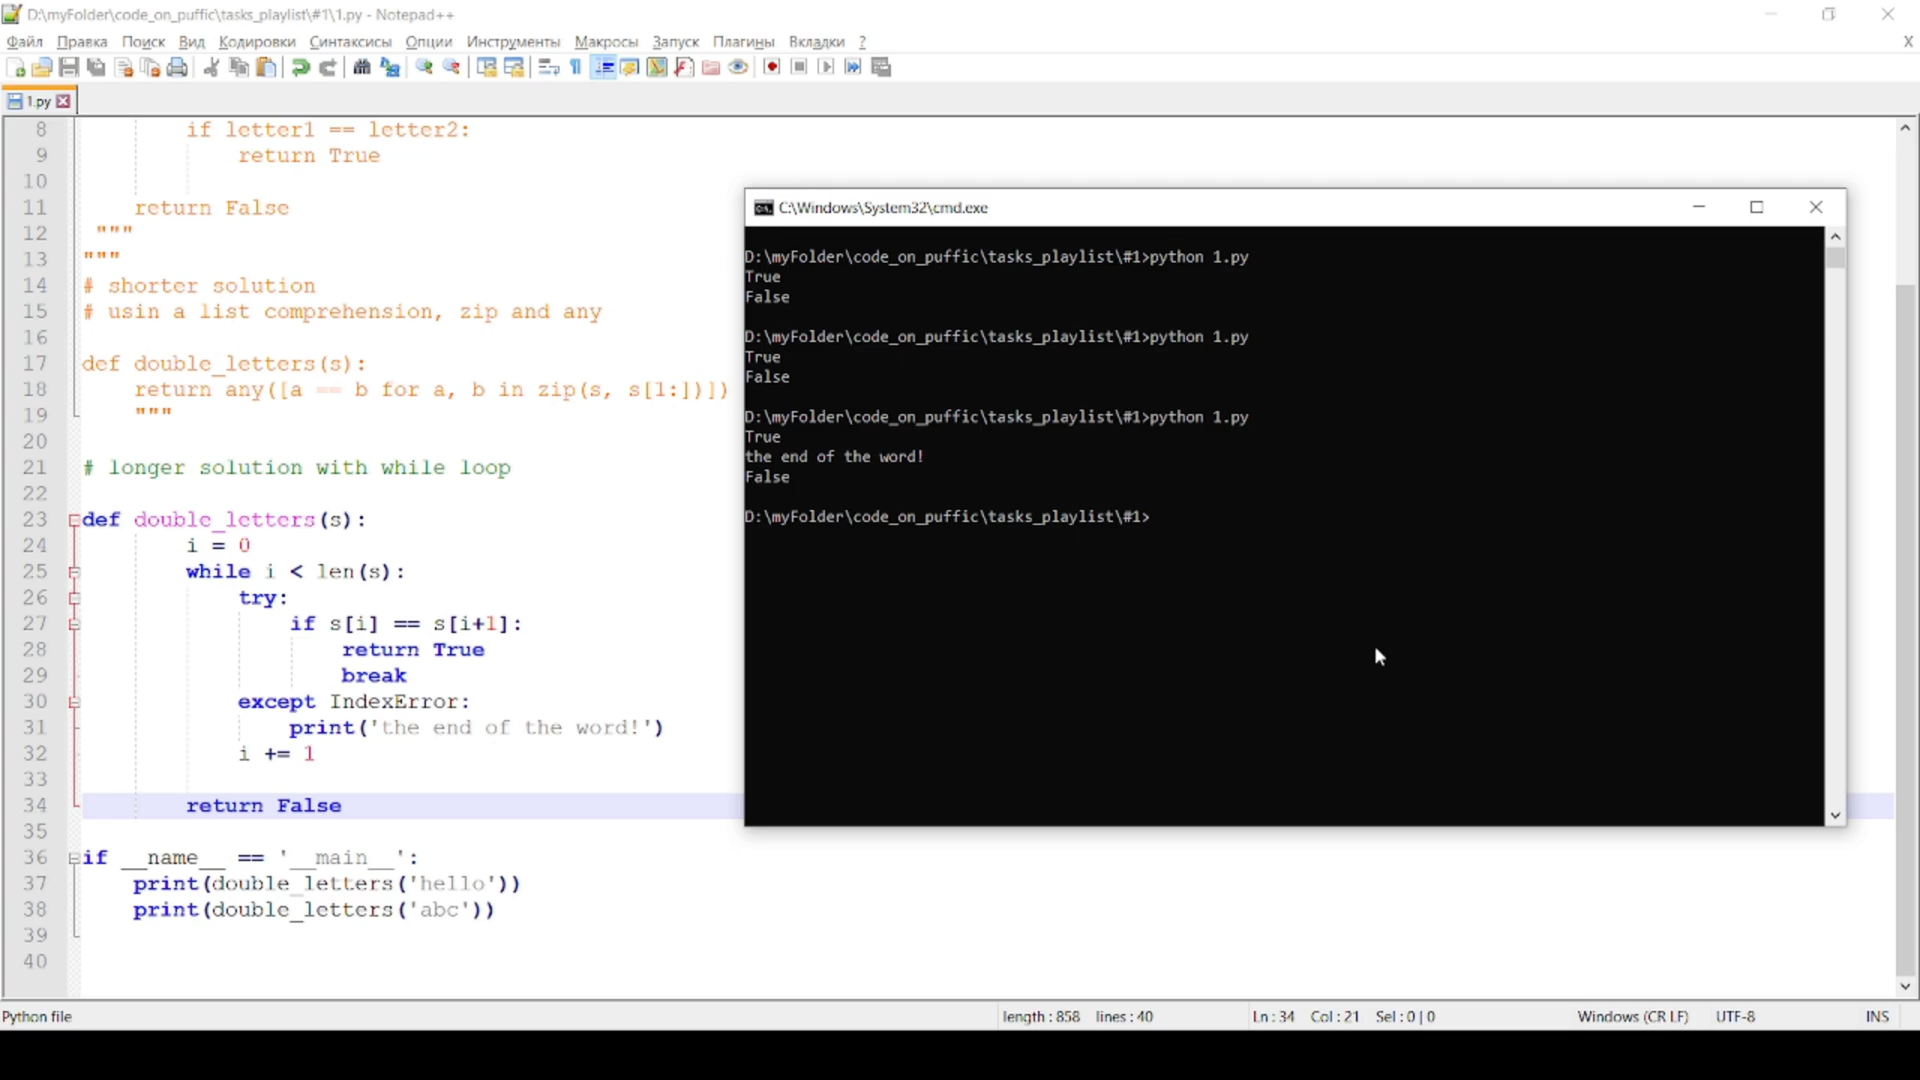 D:\myFolder\code_on_puffic\tasks_playlist\#1\1.py - Notepad++
Файл Правка Поиск Вид Кодировки Синтаксисы Опции Инструменты Макросы Запуск Плагины Вкладки ? X
1.py
8 if letter1 == letter2:
9 return True
10
11 return False
12 """
13 """
14 # shorter solution
15 # usin a list comprehension, zip and any
16
17 def double_letters(s):
18 return any([a == b for a, b in zip(s, s[1:])])
19 """
20
21 # longer solution with while loop
22
23 def double_letters(s):
24 i = 0
25 while i < len(s):
26 try:
27 if s[i] == s[i+1]:
28 return True
29 break
30 except IndexError:
31 print('the end of the word!')
32 i += 1
33
34 return False
35
36 if __name__ == '__main__':
37 print(double_letters('hello'))
38 print(double_letters('abc'))
39
40
C:\Windows\System32\cmd.exe
D:\myFolder\code_on_puffic\tasks_playlist\#1>python 1.py
True
False
D:\myFolder\code_on_puffic\tasks_playlist\#1>python 1.py
True
False
D:\myFolder\code_on_puffic\tasks_playlist\#1>python 1.py
True
the end of the word!
False
D:\myFolder\code_on_puffic\tasks_playlist\#1>
Python file length : 858 lines : 40 Ln : 34 Col : 21 Sel : 0 | 0 Windows (CR LF) UTF-8 INS